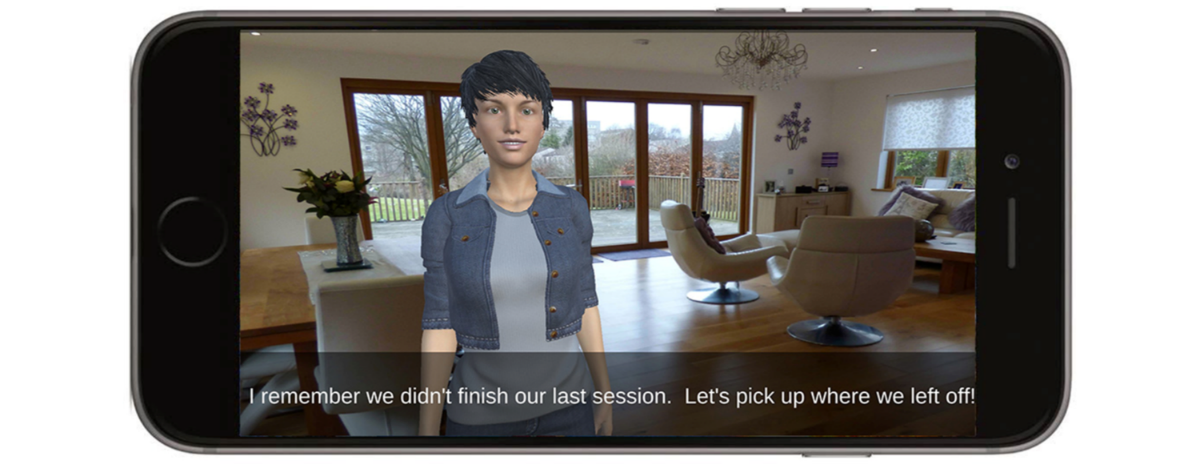 I remember we didn't finish our last session.  Let's pick up where we left off!